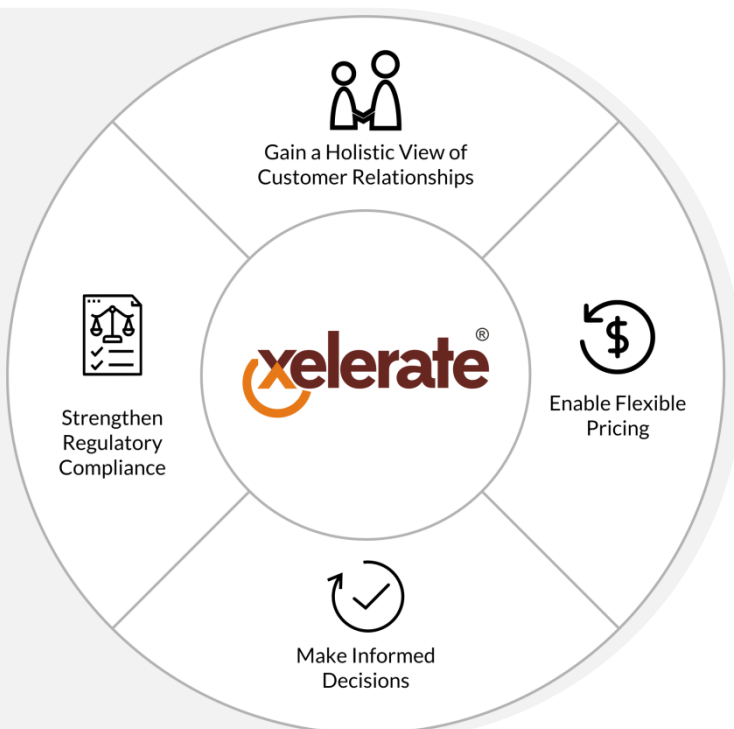 Gain a Holistic View of
Customer Relationships
xelerate®
Enable Flexible
Pricing
Strengthen
Regulatory
Compliance
Make Informed
Decisions